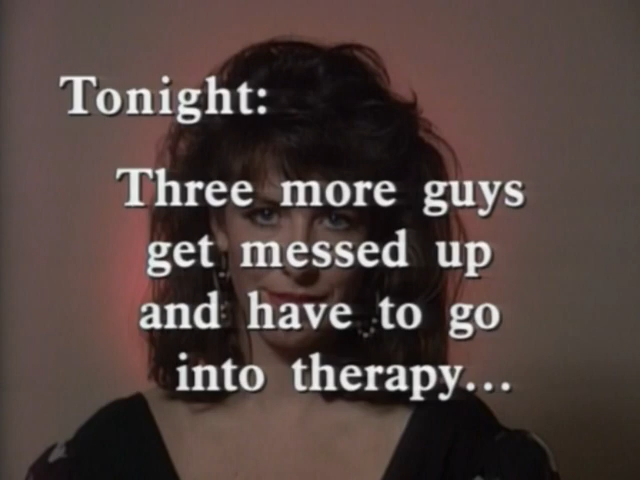 Tonight:
Three more guys
get messed up
and have to go
into therapy...